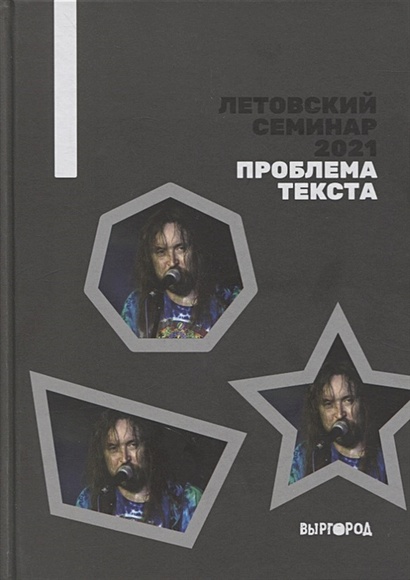 ЛЕТОВСКИЙ
СЕМИНАР
2021
ПРОБЛЕМА
ТЕКСТА
ВЫРГОРОД